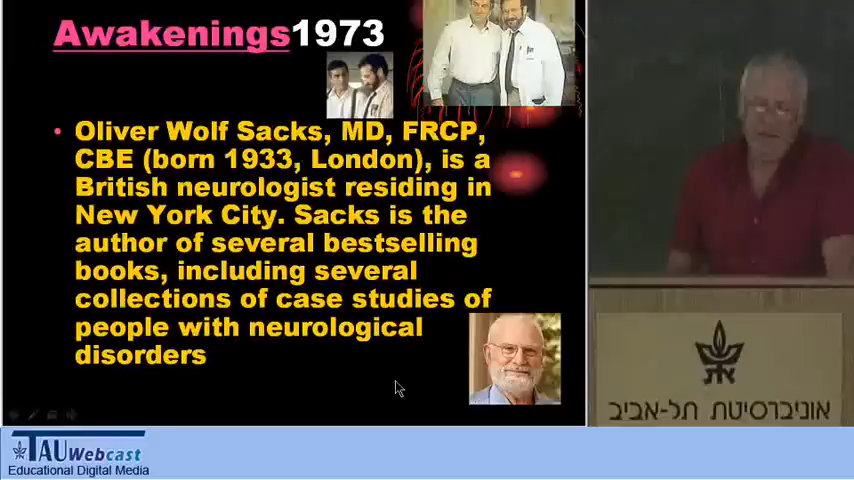 Awakenings1973
• Oliver Wolf Sacks, MD, FRCP,
CBE (born 1933, London), is a
British neurologist residing in
New York City. Sacks is the
author of several bestselling
books, including several
collections of case studies of
people with neurological
disorders
אוניברסיטת תל-אביב
TAU Webcast
Educational Digital Media